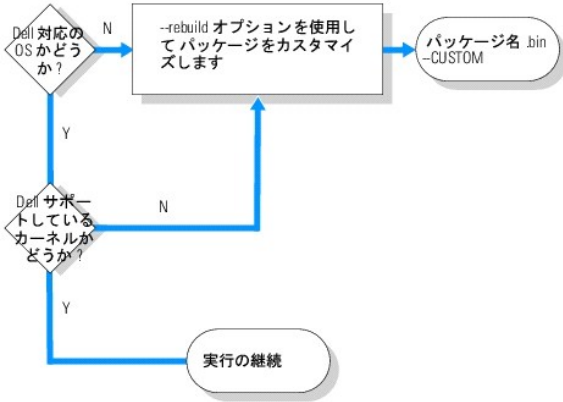 Dell 対応の
OS かどう
か?
N
--rebuild オプションを使用し
て パッケージをカスタマイ
ズします
パッケージ名 .bin
--CUSTOM
Y
Dell サポー
トしている
カーネルか
どうか?
N
Y
実行の継続